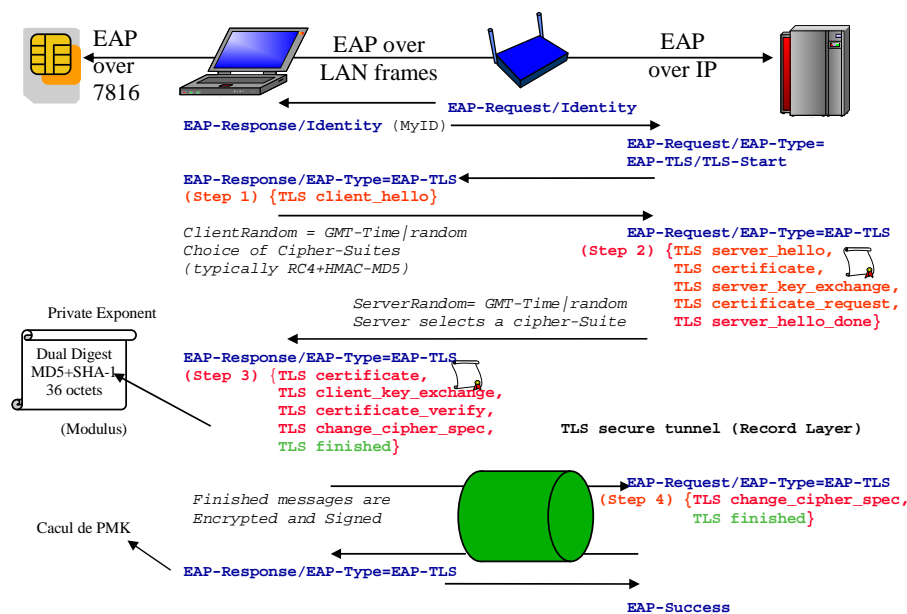 EAP
over
7816
EAP over
LAN frames
EAP
over IP
EAP-Request/Identity
EAP-Response/Identity (MyID)
EAP-Request/EAP-Type=
EAP-TLS/TLS-Start
EAP-Response/EAP-Type=EAP-TLS
(Step 1) {TLS client_hello}
ClientRandom = GMT-Time|random
Choice of Cipher-Suites
(typically RC4+HMAC-MD5)
EAP-Request/EAP-Type=EAP-TLS
(Step 2) {TLS server_hello,
TLS certificate,
TLS server_key_exchange,
TLS certificate_request,
TLS server_hello_done}
ServerRandom= GMT-Time|random
Server selects a cipher-Suite
Private Exponent
Dual Digest
MD5+SHA-1
36 octets
(Modulus)
EAP-Response/EAP-Type=EAP-TLS
(Step 3) {TLS certificate,
TLS client_key_exchange,
TLS certificate_verify,
TLS change_cipher_spec,
TLS finished}
TLS secure tunnel (Record Layer)
EAP-Request/EAP-Type=EAP-TLS
(Step 4) {TLS change_cipher_spec,
TLS finished}
Finished messages are
Encrypted and Signed
Cacul de PMK
EAP-Response/EAP-Type=EAP-TLS
EAP-Success